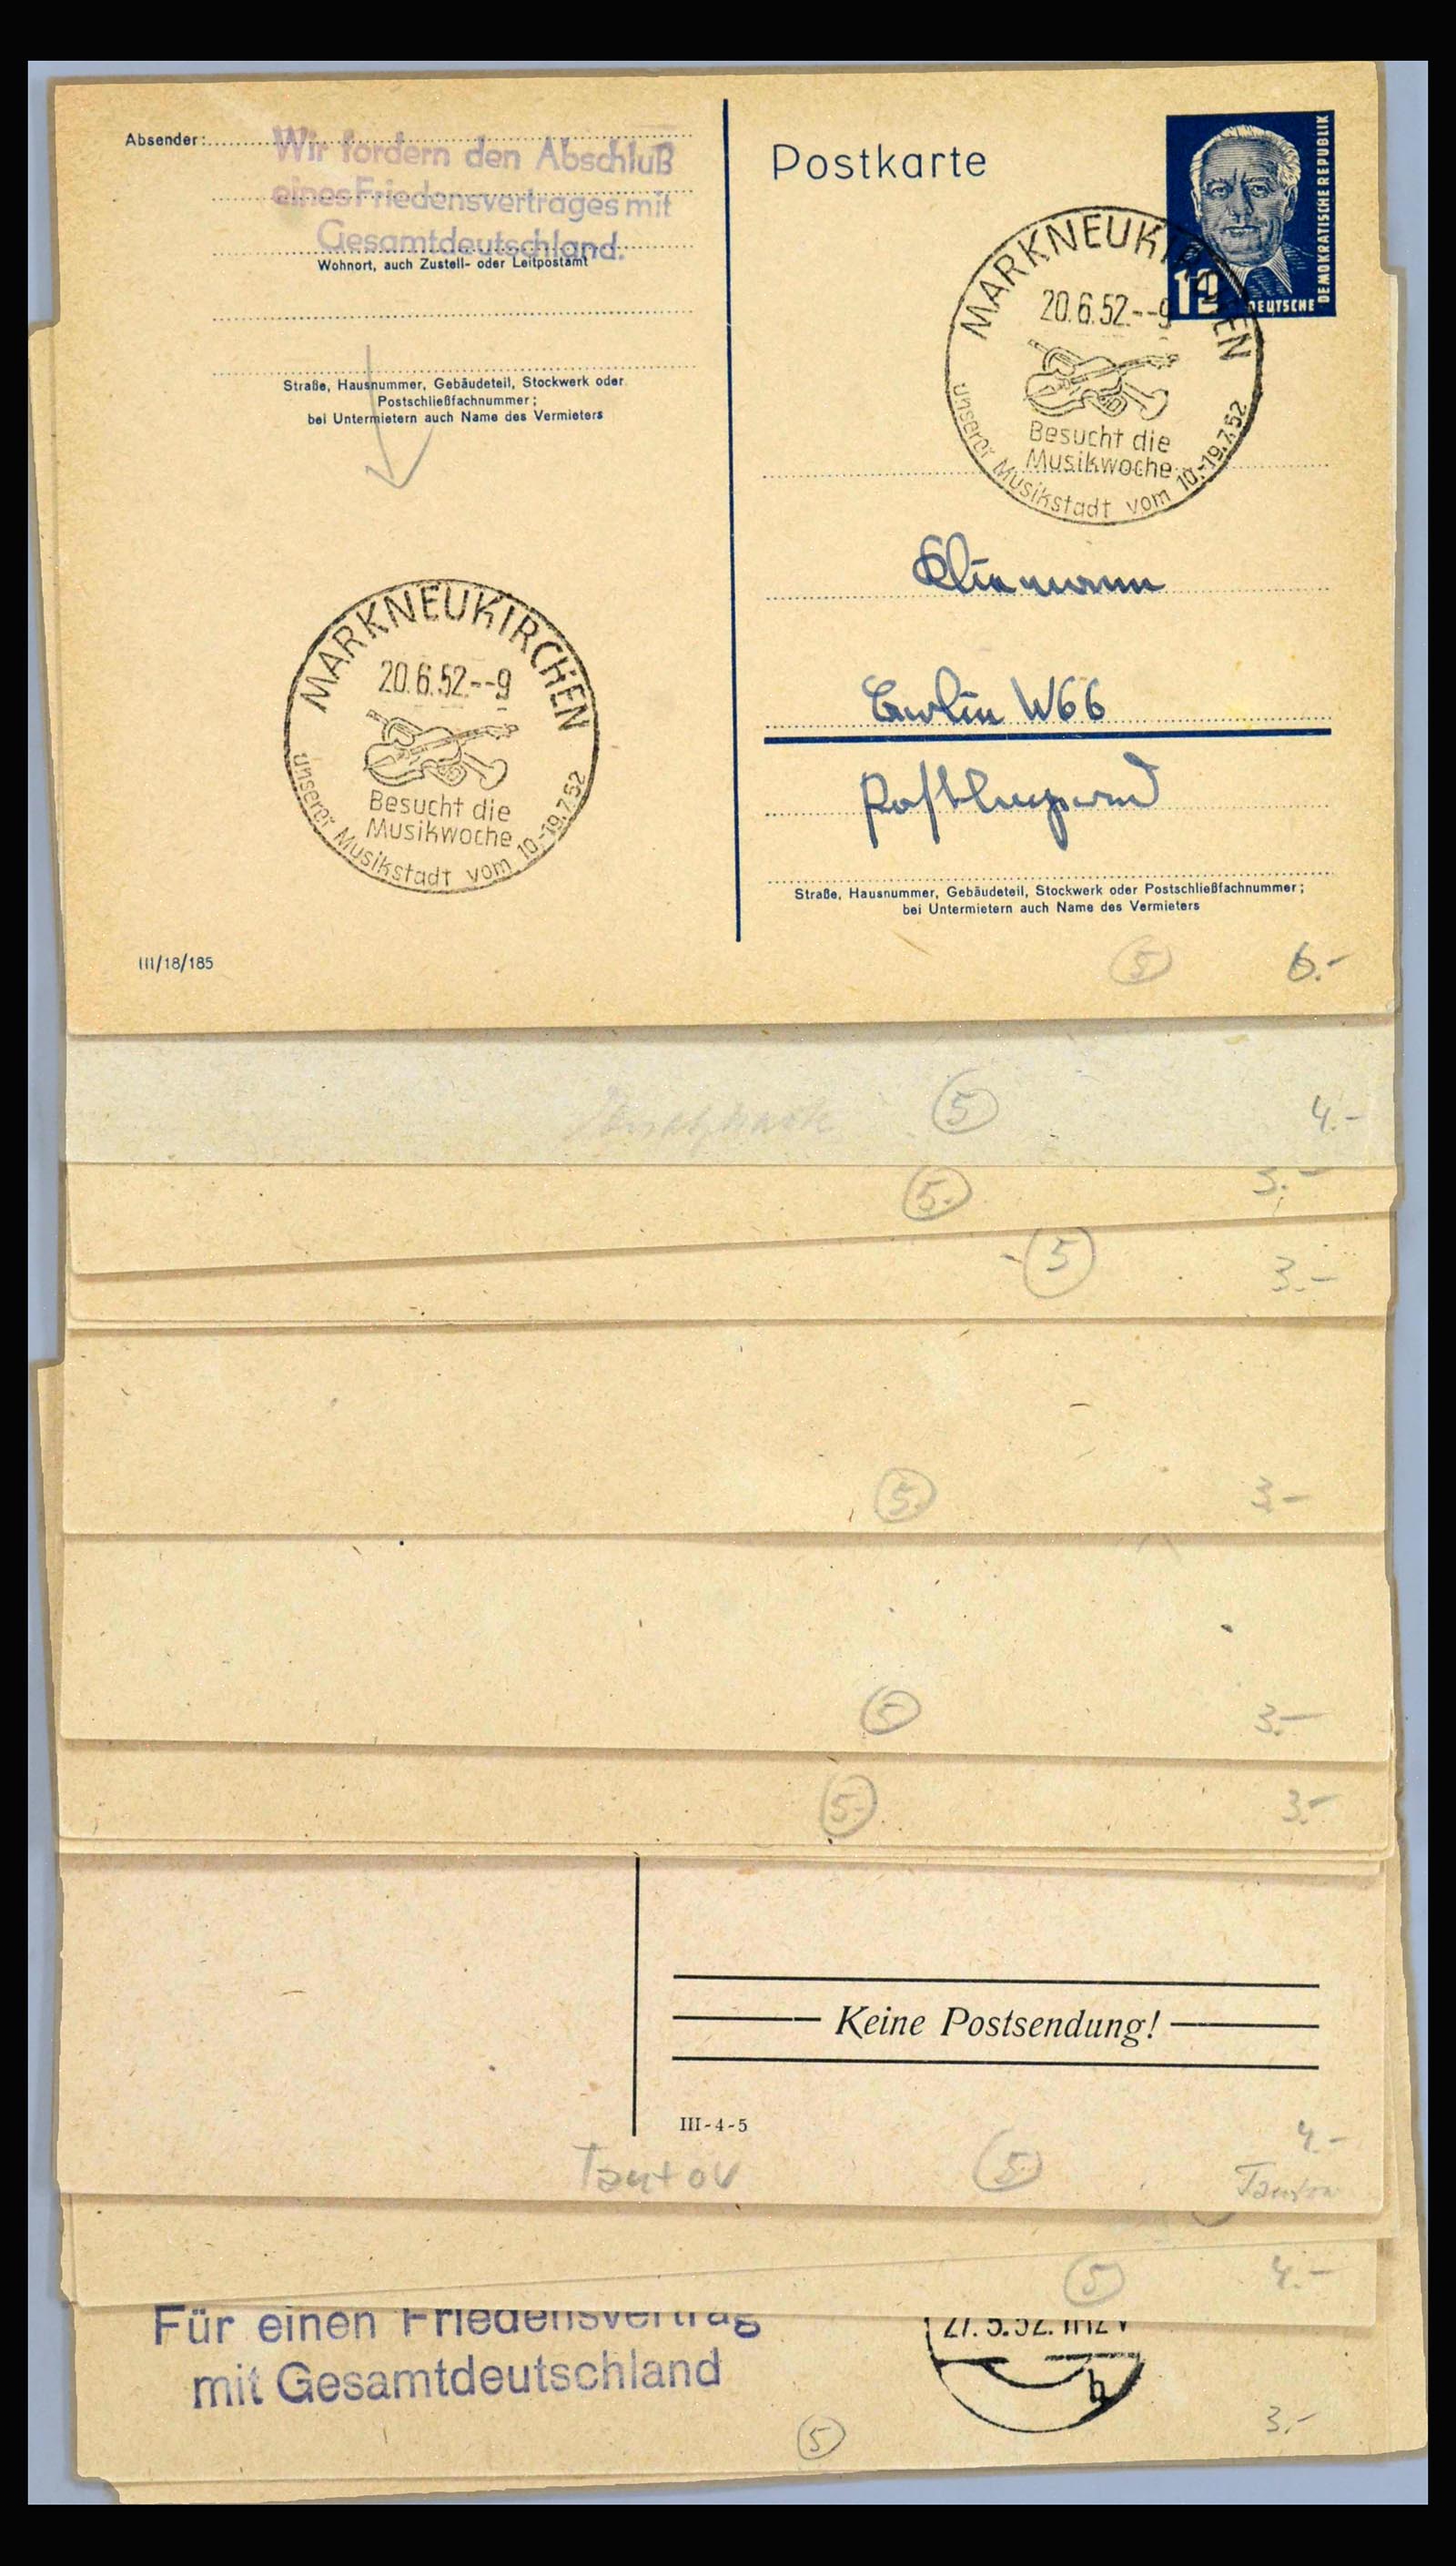 Absender:
Wir fordern den Abschluß
eines Friedensvertrages mit
Gesamtdeutschland.
Wohnort, auch Zustell- oder Leitpostamt
Straße, Hausnummer, Gebäudeteil, Stockwerk oder
Postschließfachnummer;
bei Untermietern auch Name des Vermieters
MARKNEUKIRCHEN
20.6.52.--9
Besucht die
Musikwoche
unserer Musikstadt vom 10.-19.7.52
III/18/185
Postkarte
DEUTSCHE
DEMOKRATISCHE REPUBLIK
12
MARKNEUKIRCHEN
20.6.52.--9
Besucht die
Musikwoche
unserer Musikstadt vom 10.-19.7.52
Berlin W66
Straße, Hausnummer, Gebäudeteil, Stockwerk oder Postschließfachnummer;
bei Untermietern auch Name des Vermieters
5 6.-
5 4.-
5. 3.-
5 3.-
5. 3.-
5 3.-
5.- 3.-
Keine Postsendung!
III-4-5
4.-
Tantow 5. Tantow
5 4.-
Für einen Friedensvertrag
mit Gesamtdeutschland
27.5.52.
h
5 3.-